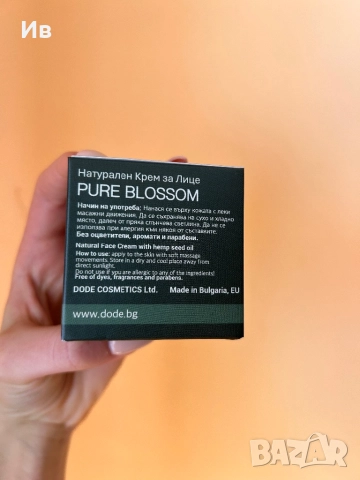 Ив
Натурален Крем за Лице
PURE BLOSSOM
Начин на употреба: Нанася се върху кожата с леки
масажни движения. Да се съхранява на сухо и хладно
място, далеч от пряка слънчева светлина. Да не се
използва при алергия към някоя от съставките.
Без оцветители, аромати и парабени.
Natural Face Cream with hemp seed oil
How to use: apply to the skin with soft massage
movements. Store in a dry and cool place away from
direct sunlight.
Do not use if you are allergic to any of the ingredients!
Free of dyes, fragrances and parabens.
DODE COSMETICS Ltd. Made in Bulgaria, EU
www.dode.bg
BAZAR